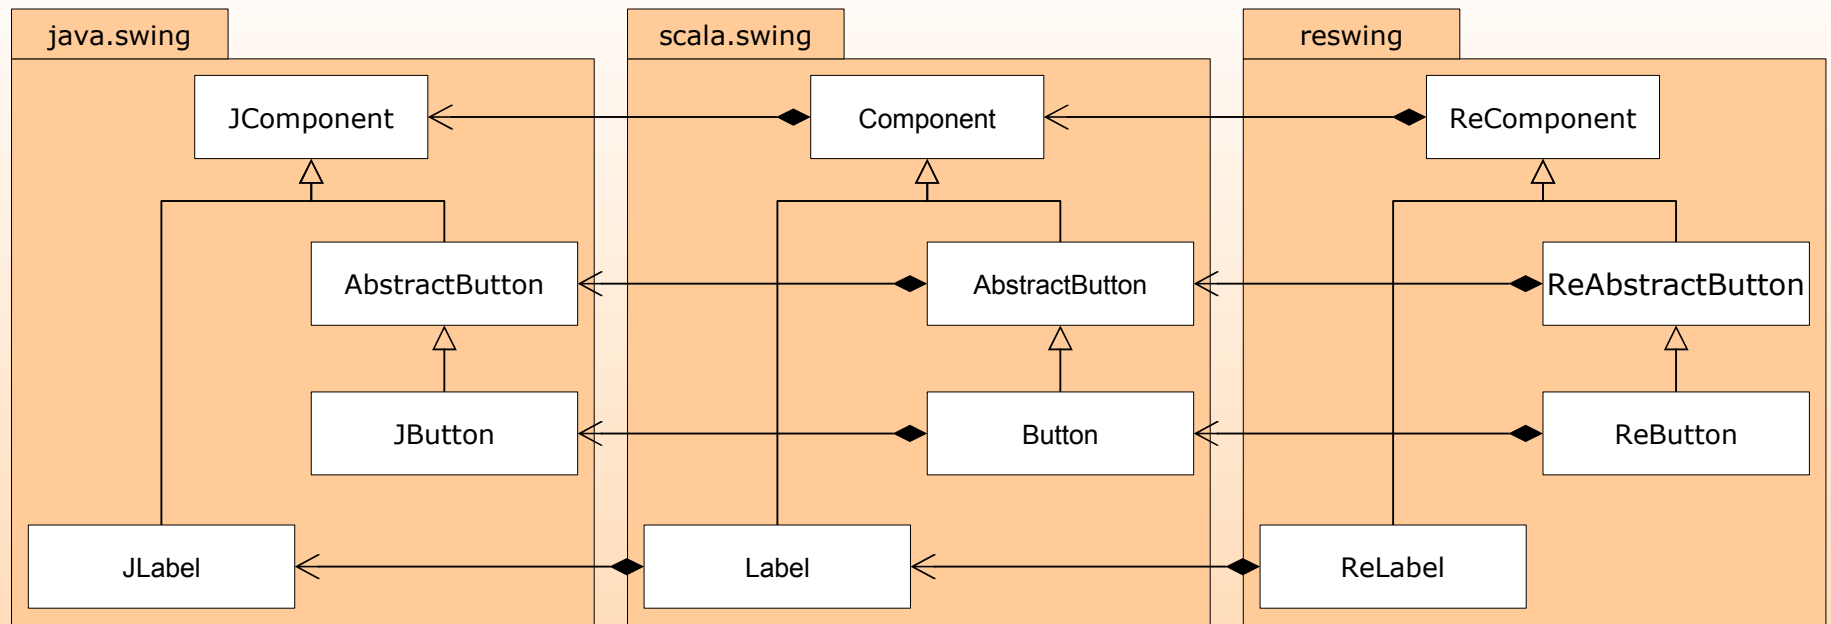 java.swing
scala.swing
reswing
JComponent
Component
ReComponent
AbstractButton
AbstractButton
ReAbstractButton
JButton
Button
ReButton
JLabel
Label
ReLabel